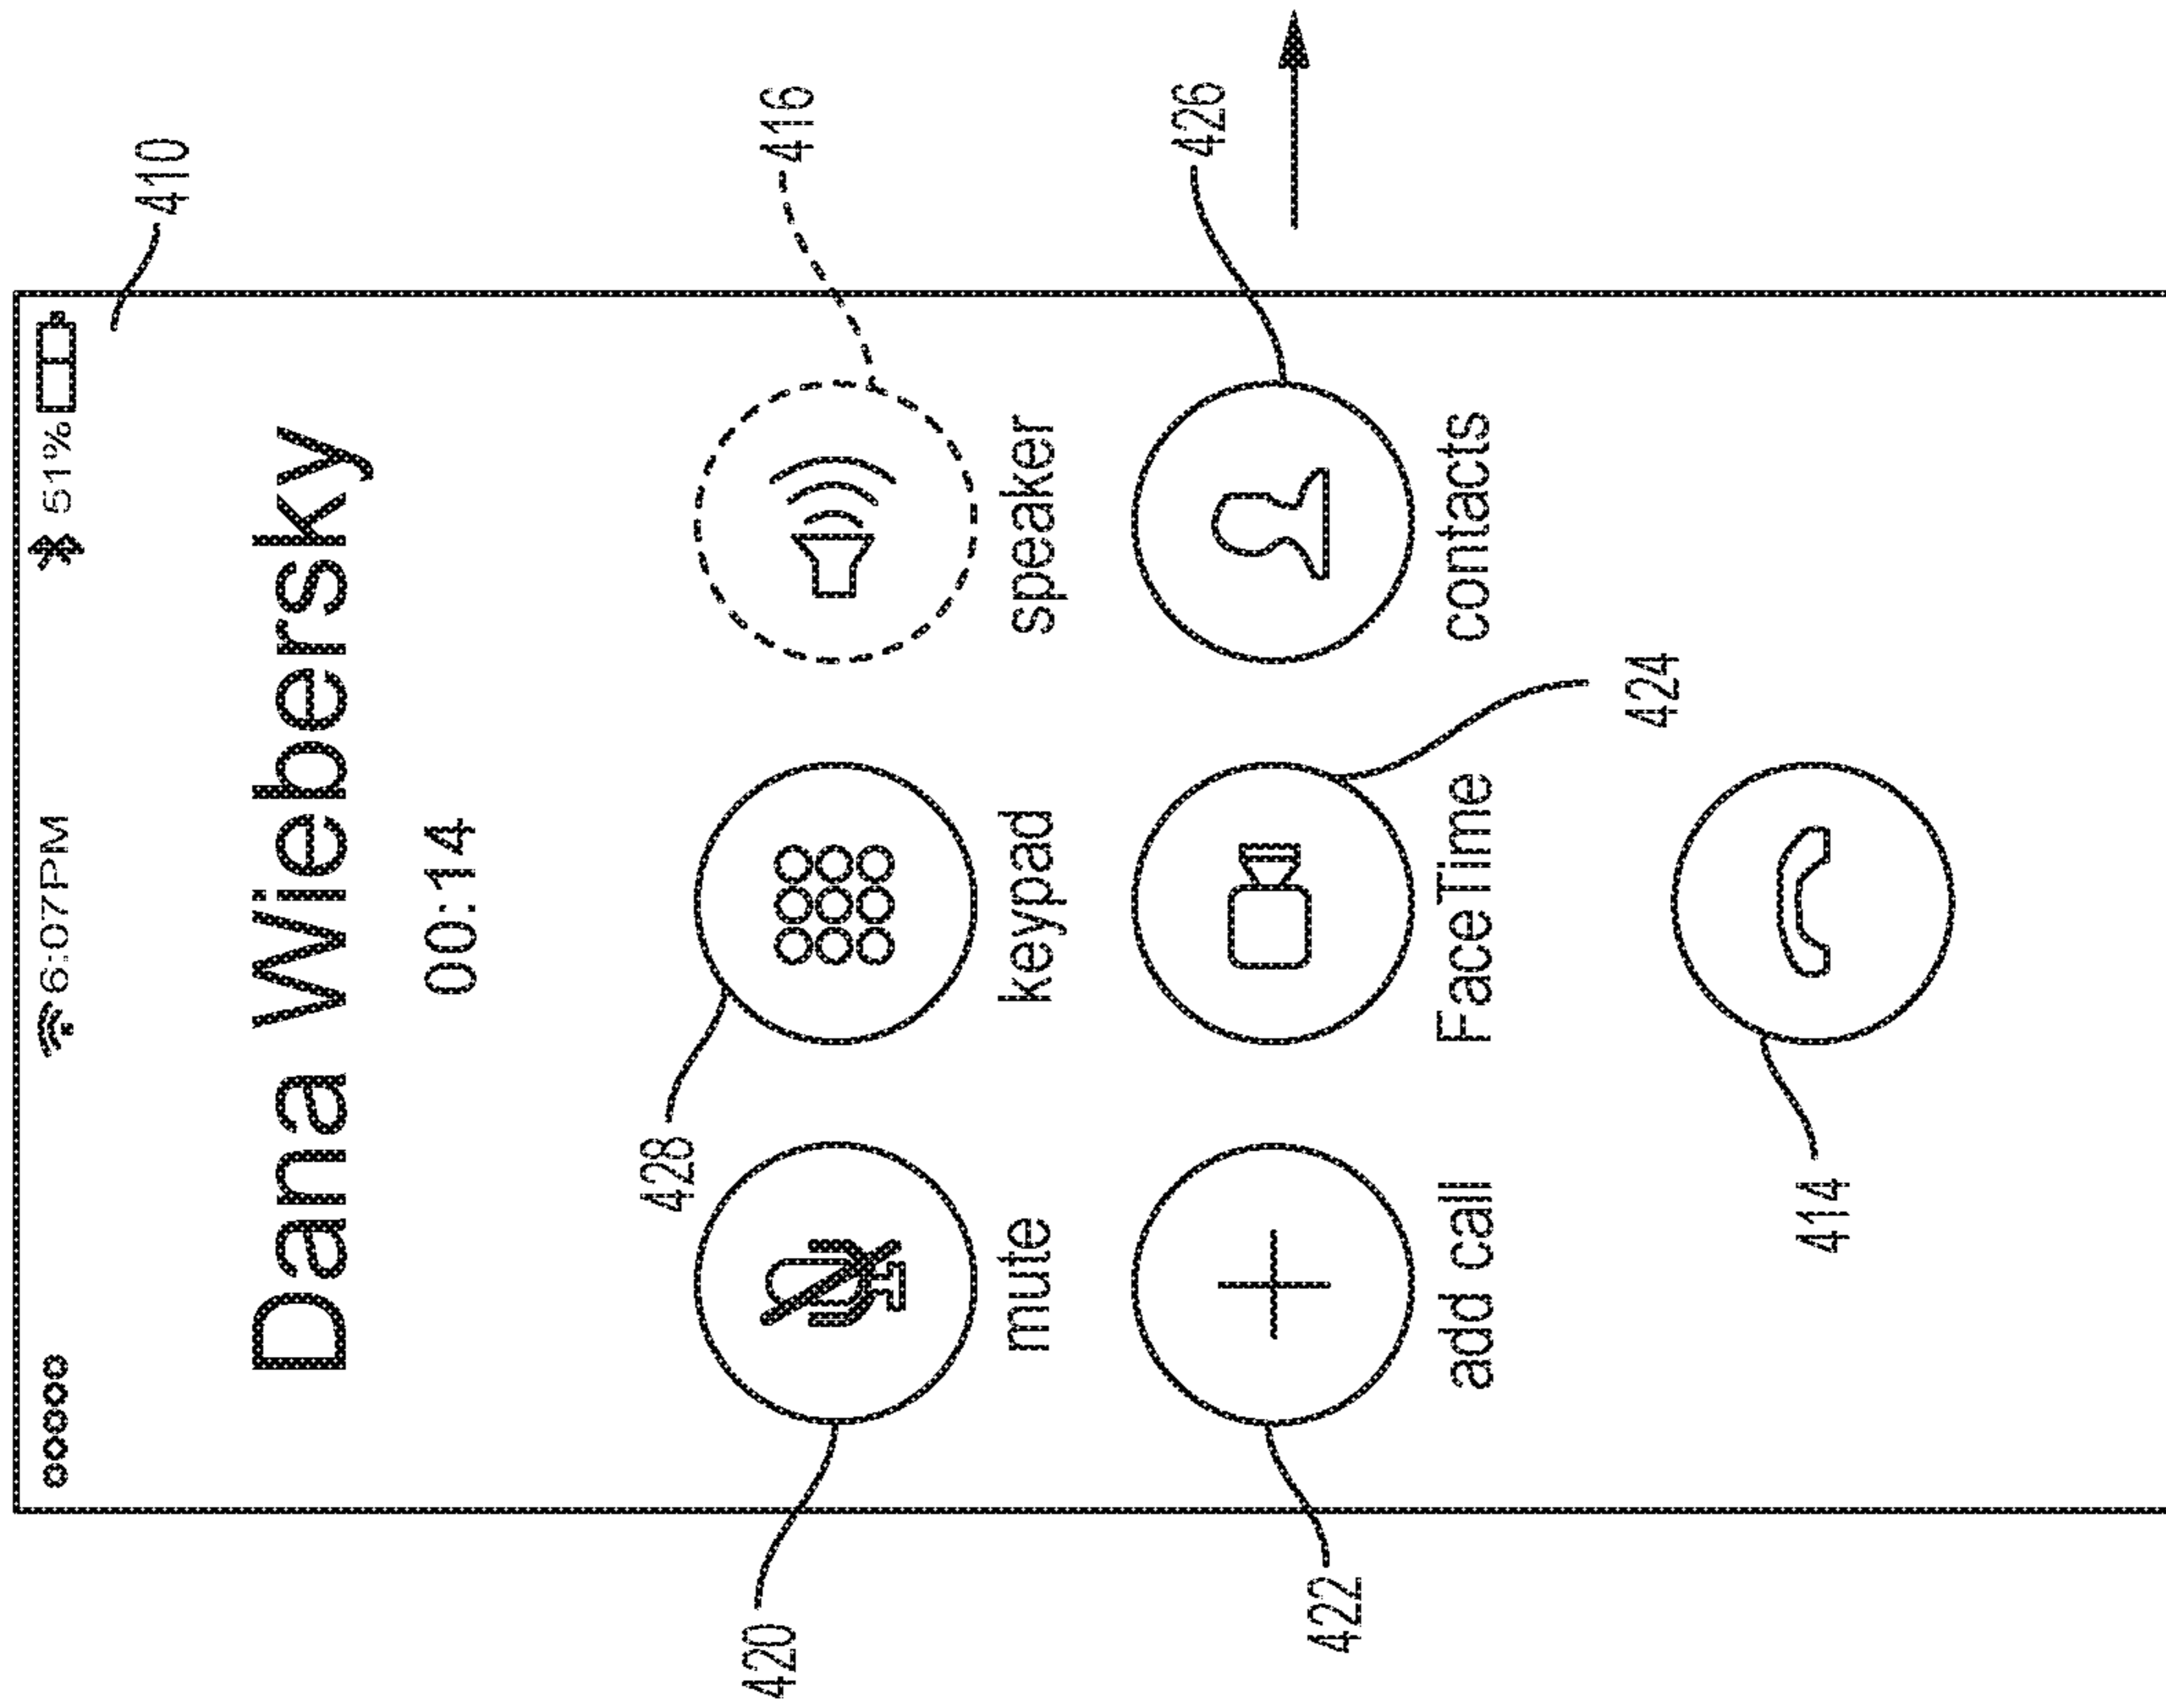 6:07PM 51%
410
Dana Wiebersky
00:14
416
428
420
mute keypad speaker
426
422
add call FaceTime contacts
424
414